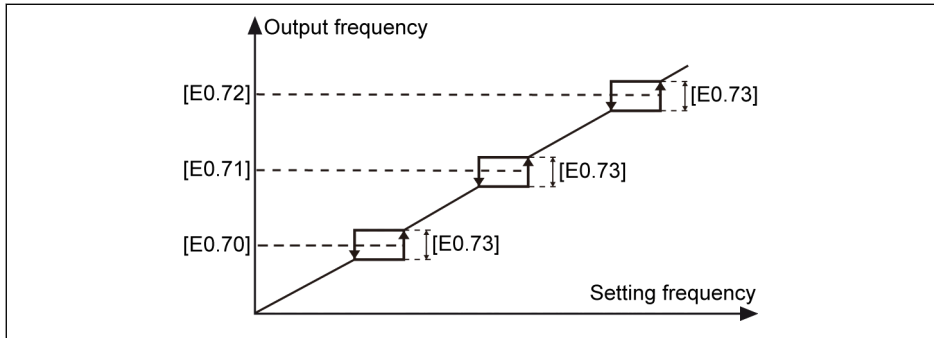 Output frequency
[E0.72]
[E0.73]
[E0.71]
[E0.73]
[E0.70]
[E0.73]
Setting frequency